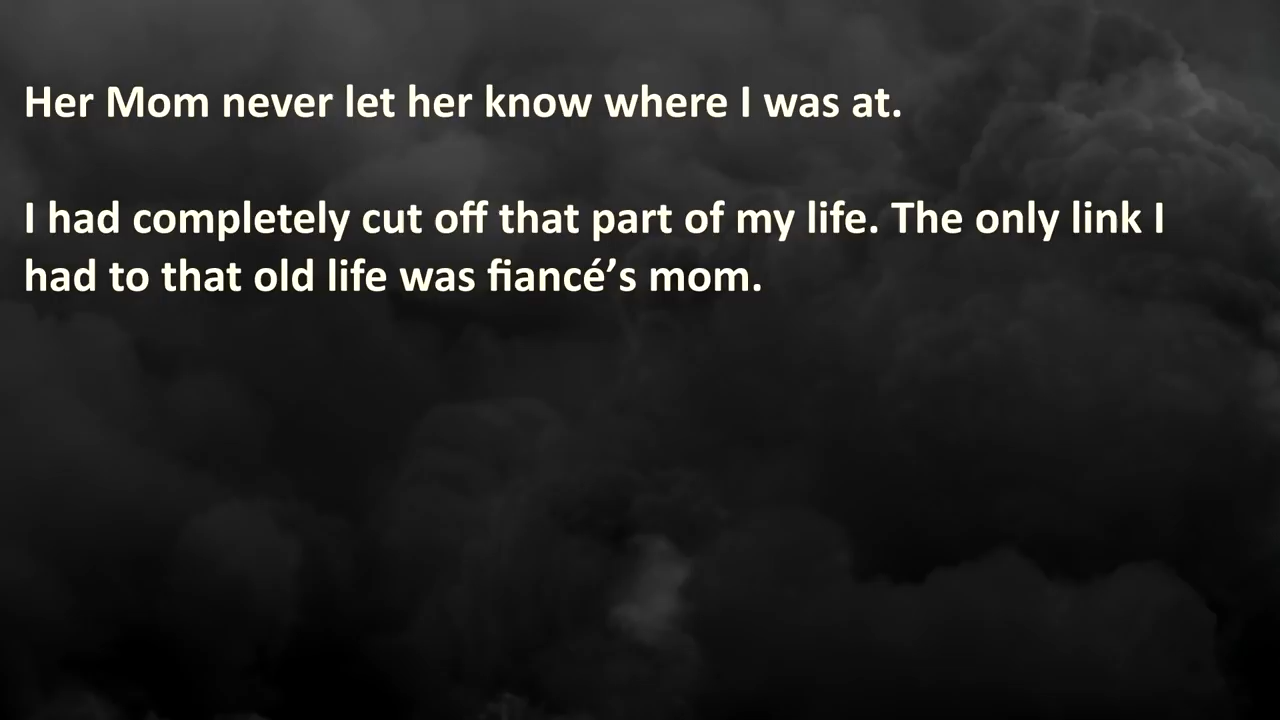 Her Mom never let her know where I was at.
I had completely cut off that part of my life. The only link I
had to that old life was fiancé’s mom.